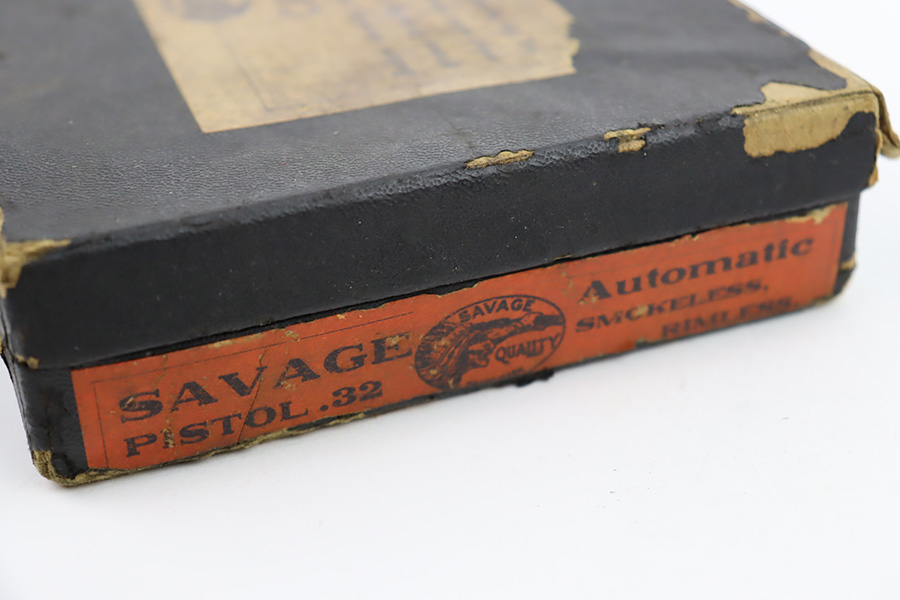 SAVAGE
PISTOL .32
SAVAGE
QUALITY
Automatic
SMOKELESS,
RIMLESS